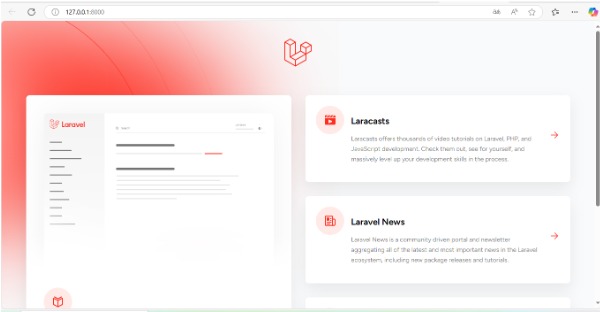 127.0.0.1:8000
Laravel
Laracasts
Laracasts offers thousands of video tutorials on Laravel, PHP, and
JavaScript development. Check them out, see for yourself, and
massively level up your development skills in the process.
Laravel News
Laravel News is a community driven portal and newsletter
aggregating all of the latest and most important news in the Laravel
ecosystem, including new package releases and tutorials.